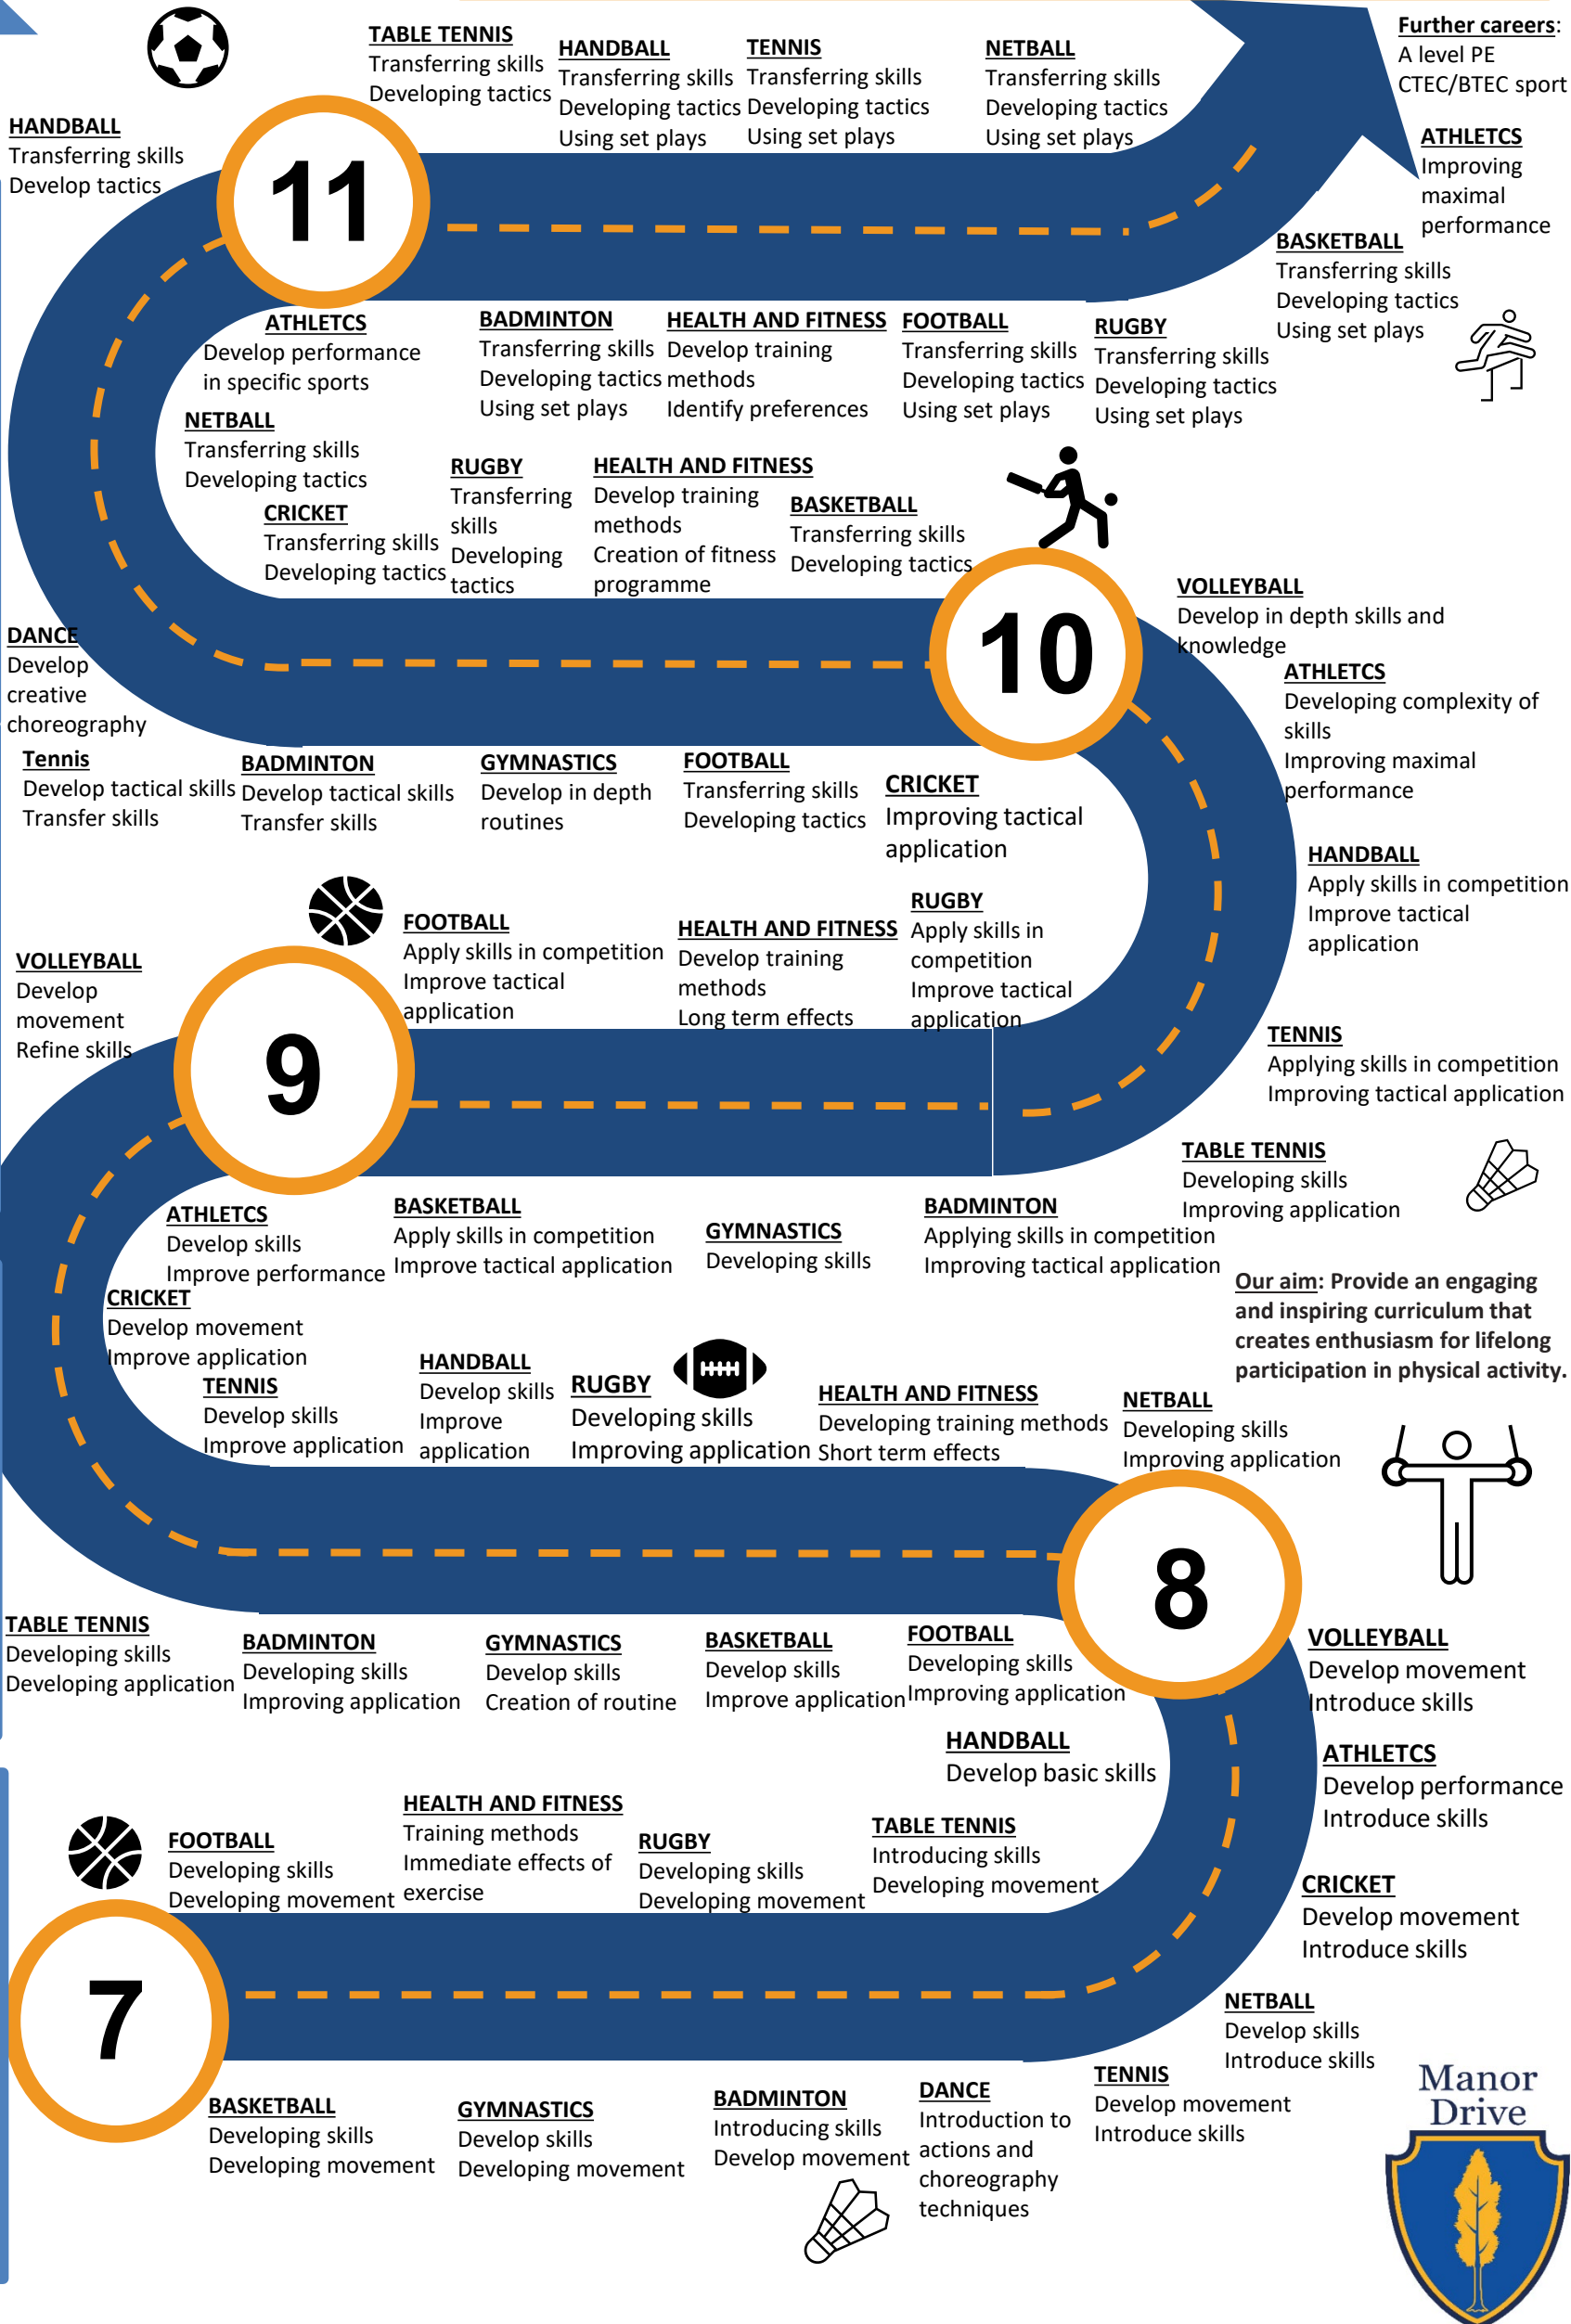 Further careers:
A level PE
CTEC/BTEC sport
TABLE TENNIS
Transferring skills
Developing tactics
HANDBALL
Transferring skills
Developing tactics
Using set plays
TENNIS
Transferring skills
Developing tactics
Using set plays
NETBALL
Transferring skills
Developing tactics
Using set plays
ATHLETCS
Improving
maximal
performance
HANDBALL
Transferring skills
Develop tactics
11
BASKETBALL
Transferring skills
Developing tactics
Using set plays
ATHLETCS
Develop performance
in specific sports
BADMINTON
Transferring skills
Developing tactics
Using set plays
HEALTH AND FITNESS
Develop training
methods
Identify preferences
FOOTBALL
Transferring skills
Developing tactics
Using set plays
RUGBY
Transferring skills
Developing tactics
Using set plays
NETBALL
Transferring skills
Developing tactics
CRICKET
Transferring skills
Developing tactics
RUGBY
Transferring
skills
Developing
tactics
HEALTH AND FITNESS
Develop training
methods
Creation of fitness
programme
BASKETBALL
Transferring skills
Developing tactics
10
VOLLEYBALL
Develop in depth skills and
knowledge
DANCE
Develop
creative
choreography
ATHLETCS
Developing complexity of
skills
Improving maximal
performance
Tennis
Develop tactical skills
Transfer skills
BADMINTON
Develop tactical skills
Transfer skills
GYMNASTICS
Develop in depth
routines
FOOTBALL
Transferring skills
Developing tactics
CRICKET
Improving tactical
application
HANDBALL
Apply skills in competition
Improve tactical
application
FOOTBALL
Apply skills in competition
Improve tactical
application
HEALTH AND FITNESS
Develop training
methods
Long term effects
RUGBY
Apply skills in
competition
Improve tactical
application
VOLLEYBALL
Develop
movement
Refine skills
9
TENNIS
Applying skills in competition
Improving tactical application
TABLE TENNIS
Developing skills
Improving application
ATHLETCS
Develop skills
Improve performance
BASKETBALL
Apply skills in competition
Improve tactical application
GYMNASTICS
Developing skills
BADMINTON
Applying skills in competition
Improving tactical application
Our aim: Provide an engaging
and inspiring curriculum that
creates enthusiasm for lifelong
participation in physical activity.
CRICKET
Develop movement
Improve application
TENNIS
Develop skills
Improve application
HANDBALL
Develop skills
Improve
application
RUGBY
Developing skills
Improving application
HEALTH AND FITNESS
Developing training methods
Short term effects
NETBALL
Developing skills
Improving application
8
TABLE TENNIS
Developing skills
Developing application
BADMINTON
Developing skills
Improving application
GYMNASTICS
Develop skills
Creation of routine
BASKETBALL
Develop skills
Improve application
FOOTBALL
Developing skills
Improving application
VOLLEYBALL
Develop movement
Introduce skills
HANDBALL
Develop basic skills
ATHLETCS
Develop performance
Introduce skills
FOOTBALL
Developing skills
Developing movement
HEALTH AND FITNESS
Training methods
Immediate effects of
exercise
RUGBY
Developing skills
Developing movement
TABLE TENNIS
Introducing skills
Developing movement
CRICKET
Develop movement
Introduce skills
7
NETBALL
Develop skills
Introduce skills
BASKETBALL
Developing skills
Developing movement
GYMNASTICS
Develop skills
Developing movement
BADMINTON
Introducing skills
Develop movement
DANCE
Introduction to
actions and
choreography
techniques
TENNIS
Develop movement
Introduce skills
Manor
Drive